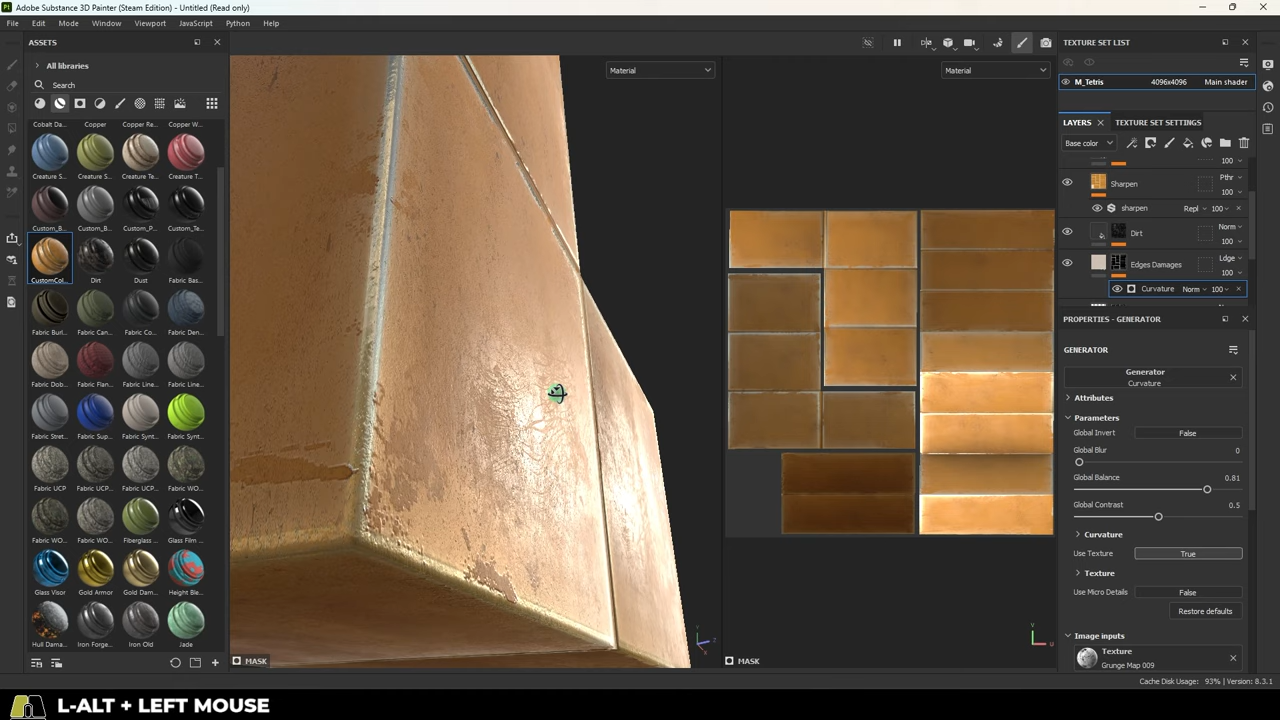 Adobe Substance 3D Painter (Steam Edition) - Untitled (Read only)
File Edit Mode Window Viewport JavaScript Python Help
ASSETS
All libraries
Search
Cobalt Da... Copper Copper Re... Copper W...
Creature S... Creature S... Creature Te... Creature T...
Custom_B... Custom_B... Custom_P... Custom_Te...
CustomCol... Dirt Dust Fabric Bas...
Fabric Burl... Fabric Can... Fabric Co... Fabric Den...
Fabric Dob... Fabric Flan... Fabric Line... Fabric Line...
Fabric Stret... Fabric Sup... Fabric Synt... Fabric Synt...
Fabric UCP Fabric UCP... Fabric UCP... Fabric WO...
Fabric WO... Fabric WO... Fiberglass ... Glass Film ...
Glass Visor Gold Armor Gold Dam... Height Ble...
Hull Dama... Iron Forge... Iron Old Jade
Material
MASK
Material
MASK
TEXTURE SET LIST
M_Tetris 4096x4096 Main shader
LAYERS TEXTURE SET SETTINGS
Base color
100
Sharpen Pthr
100
sharpen Repl 100
Dirt Norm
100
Edges Damages Ldge
100
Curvature Norm 100
PROPERTIES - GENERATOR
GENERATOR
Generator
Curvature
Attributes
Parameters
Global Invert False
Global Blur 0
Global Balance 0.81
Global Contrast 0.5
Curvature
Use Texture True
Texture
Use Micro Details False
Restore defaults
Image inputs
Texture
Grunge Map 009
Cache Disk Usage: 93% | Version: 8.3.1
L-ALT + LEFT MOUSE